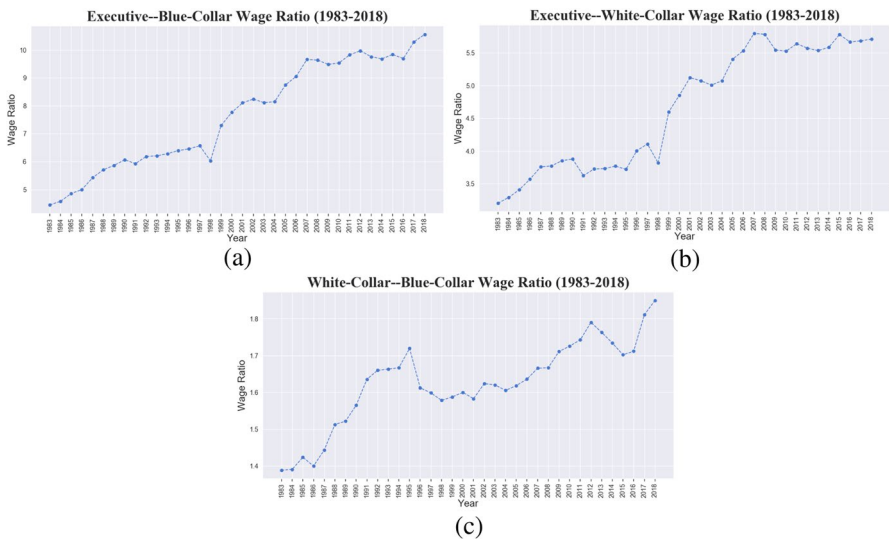 Executive--Blue-Collar Wage Ratio (1983-2018)
Wage Ratio
10
9
8
7
6
5
1983 1984 1985 1986 1987 1988 1989 1990 1991 1992 1993 1994 1995 1996 1997 1998 1999 2000 2001 2002 2003 2004 2005 2006 2007 2008 2009 2010 2011 2012 2013 2014 2015 2016 2017 2018
Year
(a)
Executive--White-Collar Wage Ratio (1983-2018)
Wage Ratio
5.5
5.0
4.5
4.0
3.5
1983 1984 1985 1986 1987 1988 1989 1990 1991 1992 1993 1994 1995 1996 1997 1998 1999 2000 2001 2002 2003 2004 2005 2006 2007 2008 2009 2010 2011 2012 2013 2014 2015 2016 2017 2018
Year
(b)
White-Collar--Blue-Collar Wage Ratio (1983-2018)
Wage Ratio
1.8
1.7
1.6
1.5
1.4
1983 1984 1985 1986 1987 1988 1989 1990 1991 1992 1993 1994 1995 1996 1997 1998 1999 2000 2001 2002 2003 2004 2005 2006 2007 2008 2009 2010 2011 2012 2013 2014 2015 2016 2017 2018
Year
(c)